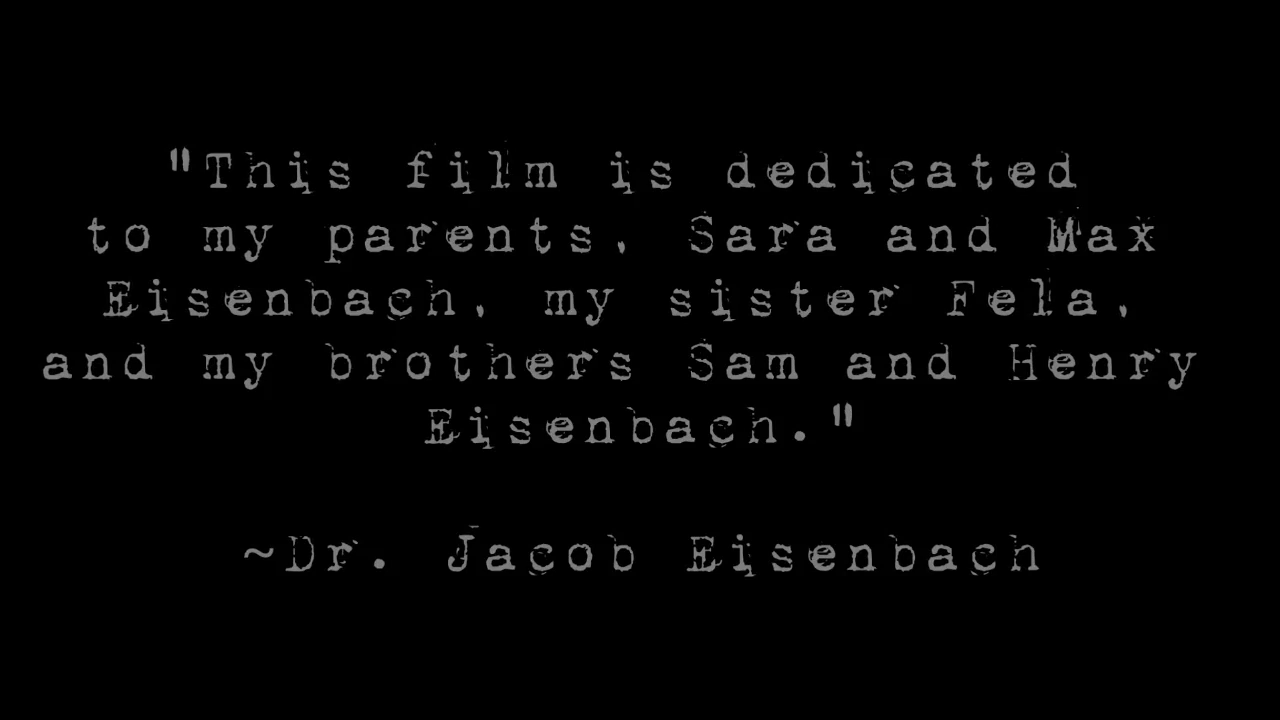 "This film is dedicated
to my parents, Sara and Max
Eisenbach, my sister Fela,
and my brothers Sam and Henry
Eisenbach."
~Dr. Jacob Eisenbach